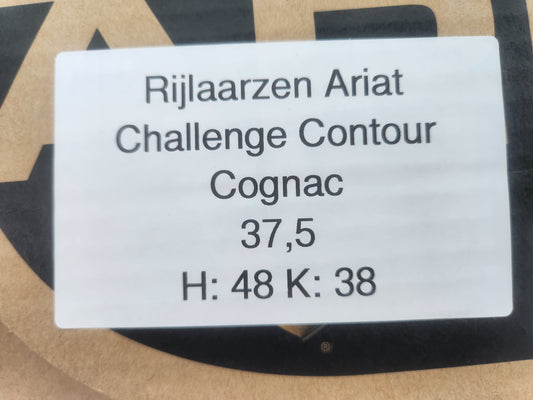 Rijlaarzen Ariat
Challenge Contour
Cognac
37,5
H: 48 K: 38
®